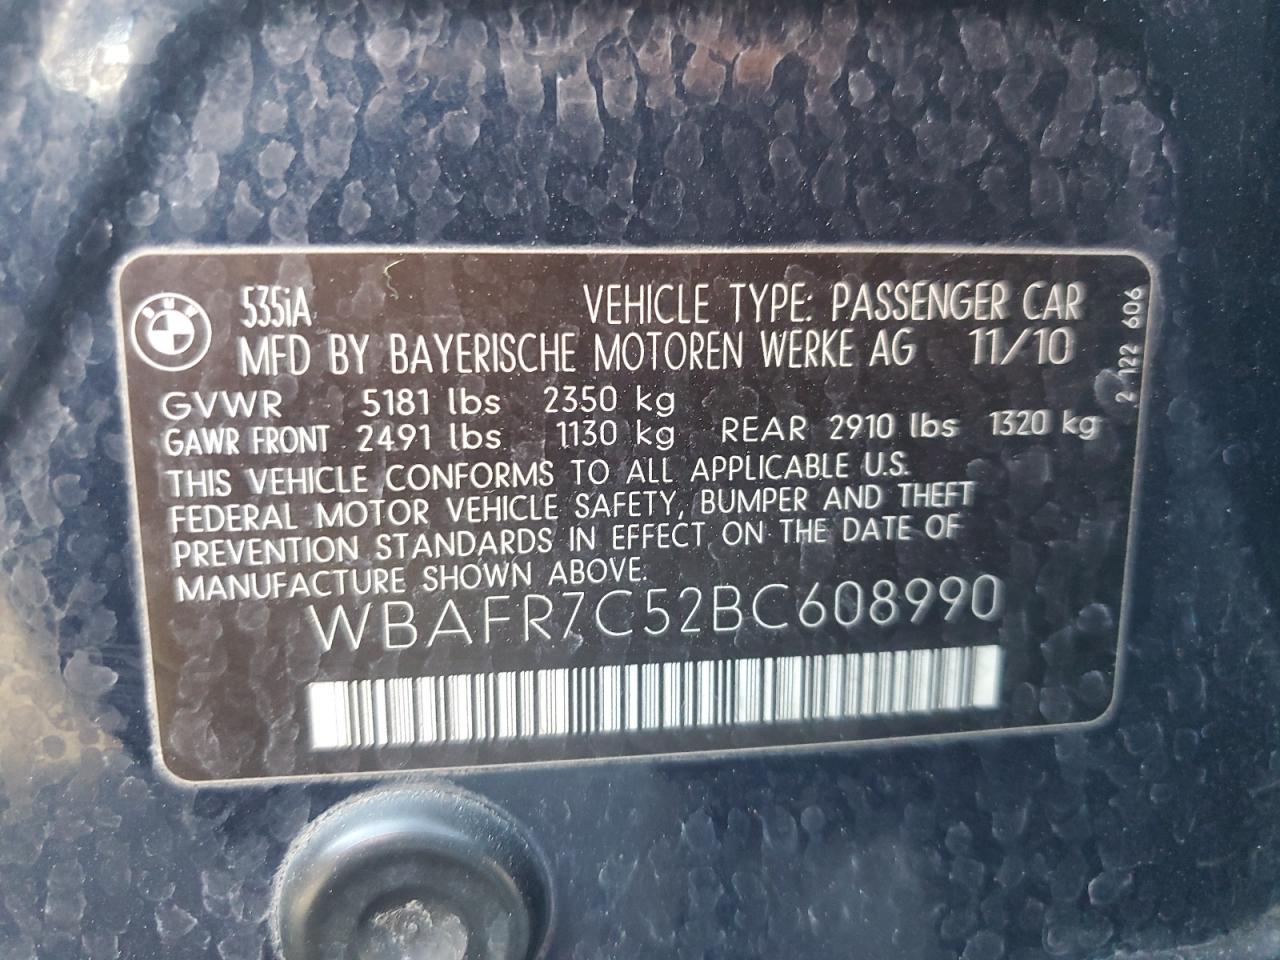 535iA VEHICLE TYPE: PASSENGER CAR
MFD BY BAYERISCHE MOTOREN WERKE AG 11/10
GVWR 5181 lbs 2350 kg
GAWR FRONT 2491 lbs 1130 kg REAR 2910 lbs 1320 kg
THIS VEHICLE CONFORMS TO ALL APPLICABLE U.S.
FEDERAL MOTOR VEHICLE SAFETY, BUMPER AND THEFT
PREVENTION STANDARDS IN EFFECT ON THE DATE OF
MANUFACTURE SHOWN ABOVE.
WBAFR7C52BC608990
2 122 606